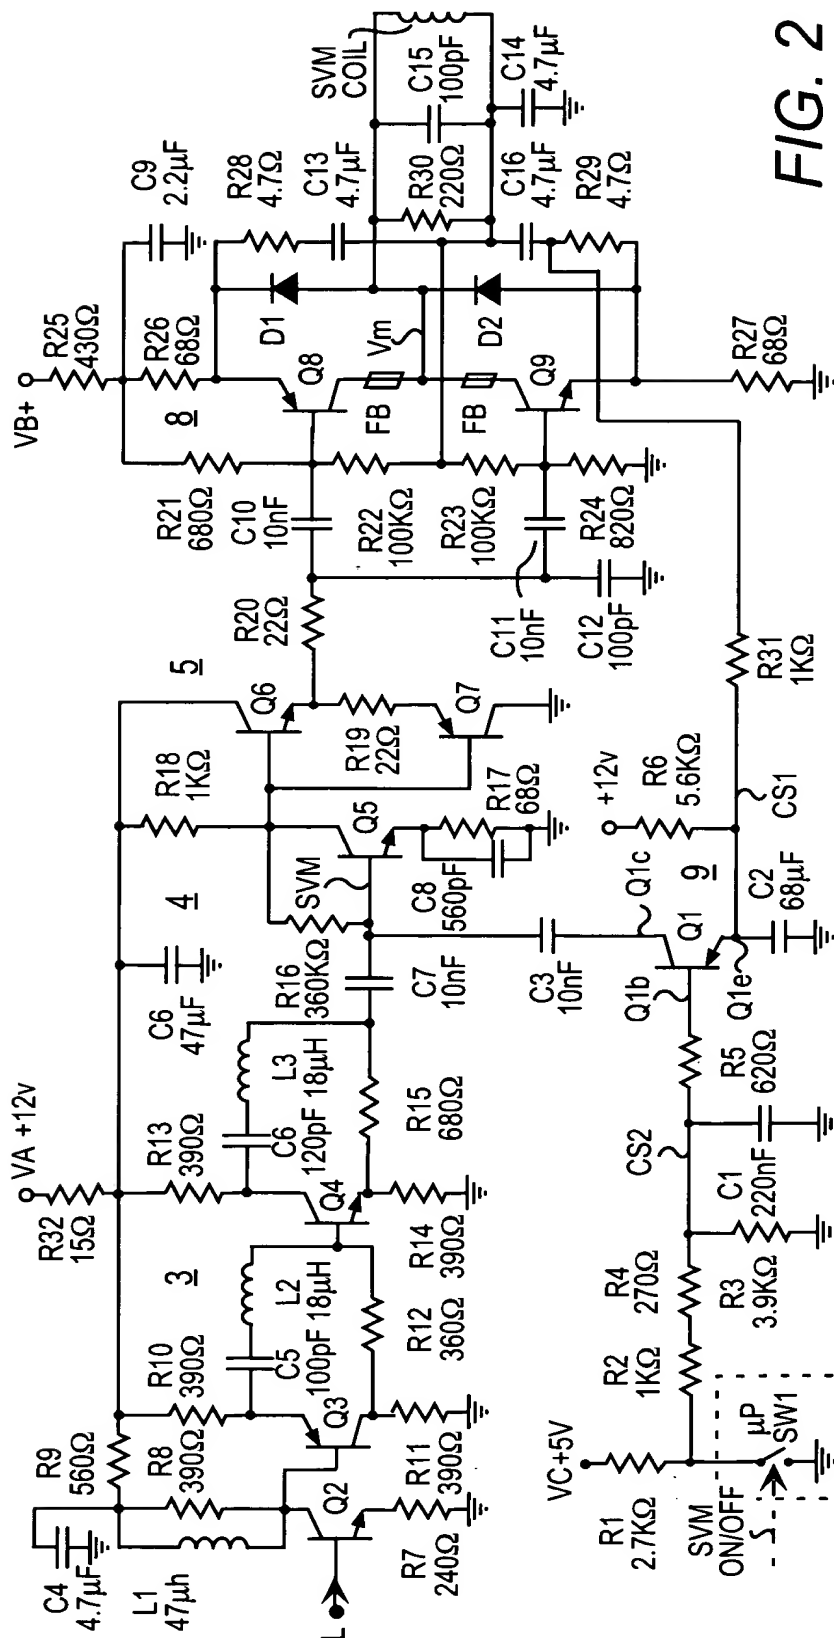 FIG. 2
VB+
R25
430Ω
C9
2.2μF
R26
68Ω
8
R28
4.7Ω
C13
4.7μF
SVM
COIL
C15
100pF
R30
220Ω
C14
4.7μF
C16
4.7μF
R29
4.7Ω
D1
D2
Vm
Q8
FB
FB
Q9
R27
68Ω
R21
680Ω
C10
10nF
R22
100KΩ
R23
100KΩ
R24
820Ω
C11
10nF
C12
100pF
R20
22Ω
5
Q6
R19
22Ω
Q7
R18
1KΩ
Q5
R17
68Ω
C8
560pF
SVM
4
R16
360KΩ
C7
10nF
C6
47μF
VA +12v
R32
15Ω
R13
390Ω
C6
120pF
L3
18μH
R15
680Ω
Q4
R14
390Ω
3
L2
18μH
C5
100pF
R12
360Ω
R10
390Ω
Q3
R11
390Ω
R9
560Ω
R8
390Ω
Q2
R7
240Ω
C4
4.7μF
L1
47μh
L
R31
1KΩ
CS1
+12v
R6
5.6KΩ
9
C2
68μF
Q1
Q1c
Q1b
Q1e
C3
10nF
R5
620Ω
CS2
C1
220nF
R4
270Ω
R3
3.9KΩ
R2
1KΩ
VC+5V
R1
2.7KΩ
μP
SW1
SVM
ON/OFF